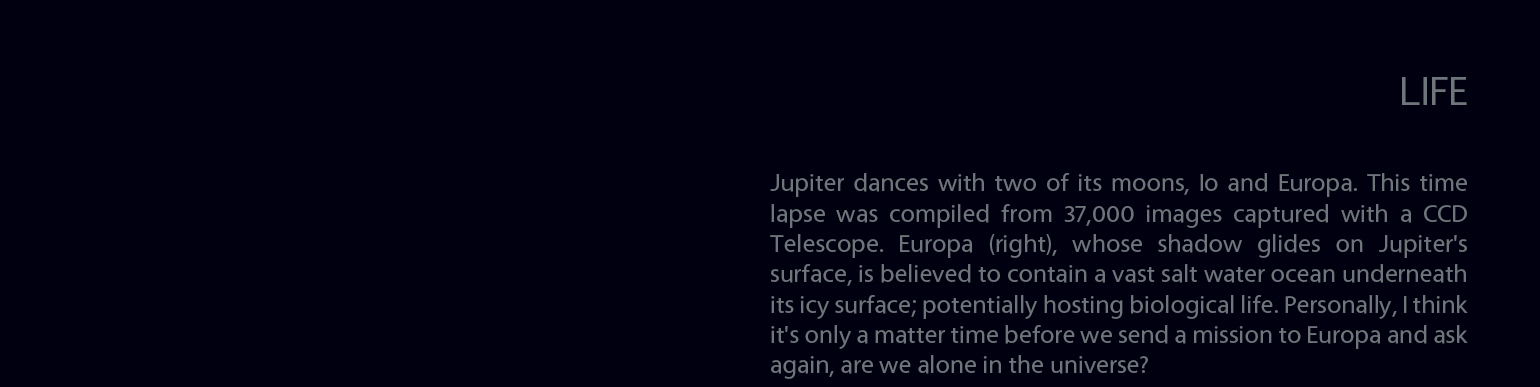 LIFE
Jupiter dances with two of its moons, Io and Europa. This time
lapse was compiled from 37,000 images captured with a CCD
Telescope. Europa (right), whose shadow glides on Jupiter's
surface, is believed to contain a vast salt water ocean underneath
its icy surface; potentially hosting biological life. Personally, I think
it's only a matter time before we send a mission to Europa and ask
again, are we alone in the universe?